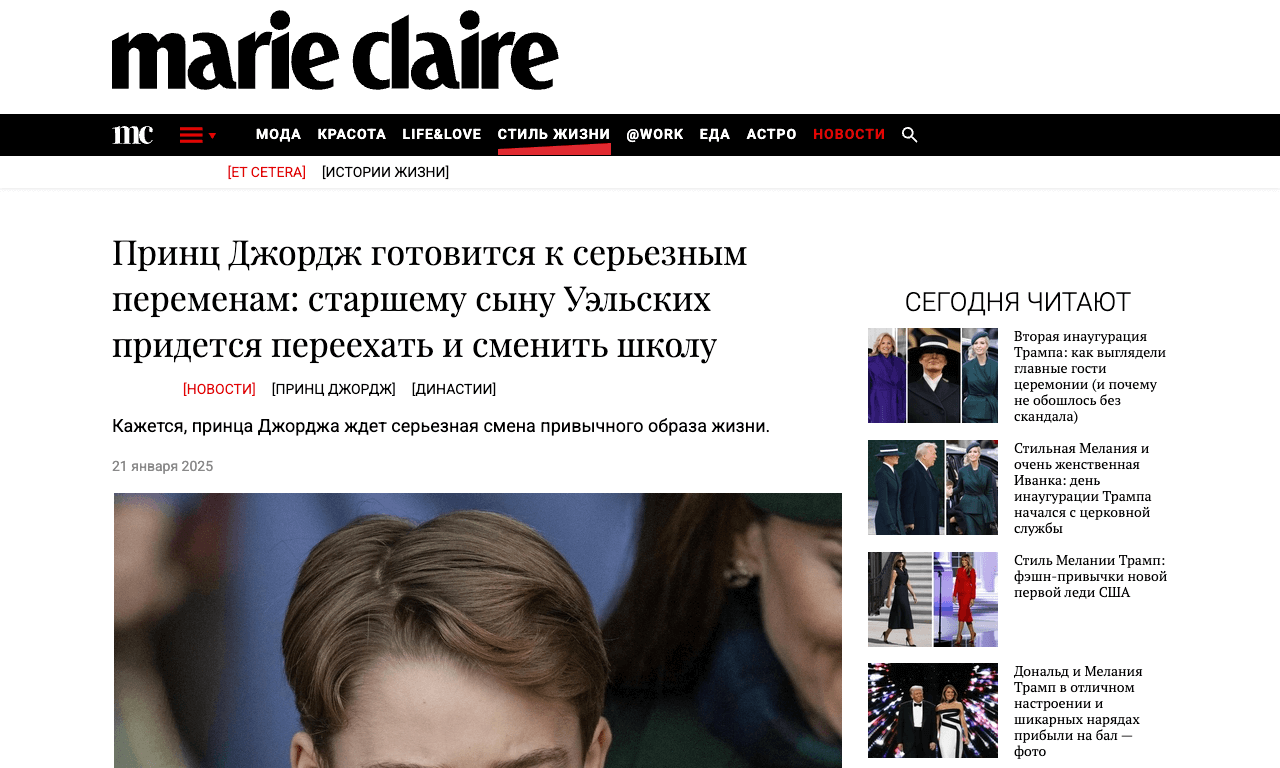 marie claire
mc
МОДА КРАСОТА LIFE&LOVE СТИЛЬ ЖИЗНИ @WORK ЕДА АСТРО НОВОСТИ
[ET CETERA] [ИСТОРИИ ЖИЗНИ]
Принц Джордж готовится к серьезным
переменам: старшему сыну Уэльских
придется переехать и сменить школу
[НОВОСТИ] [ПРИНЦ ДЖОРДЖ] [ДИНАСТИИ]
Кажется, принца Джорджа ждет серьезная смена привычного образа жизни.
21 января 2025
СЕГОДНЯ ЧИТАЮТ
Вторая инаугурация
Трампа: как выглядели
главные гости
церемонии (и почему
не обошлось без
скандала)
Стильная Мелания и
очень женственная
Иванка: день
инаугурации Трампа
начался с церковной
службы
Стиль Мелании Трамп:
фэшн-привычки новой
первой леди США
Дональд и Мелания
Трамп в отличном
настроении и
шикарных нарядах
прибыли на бал —
фото